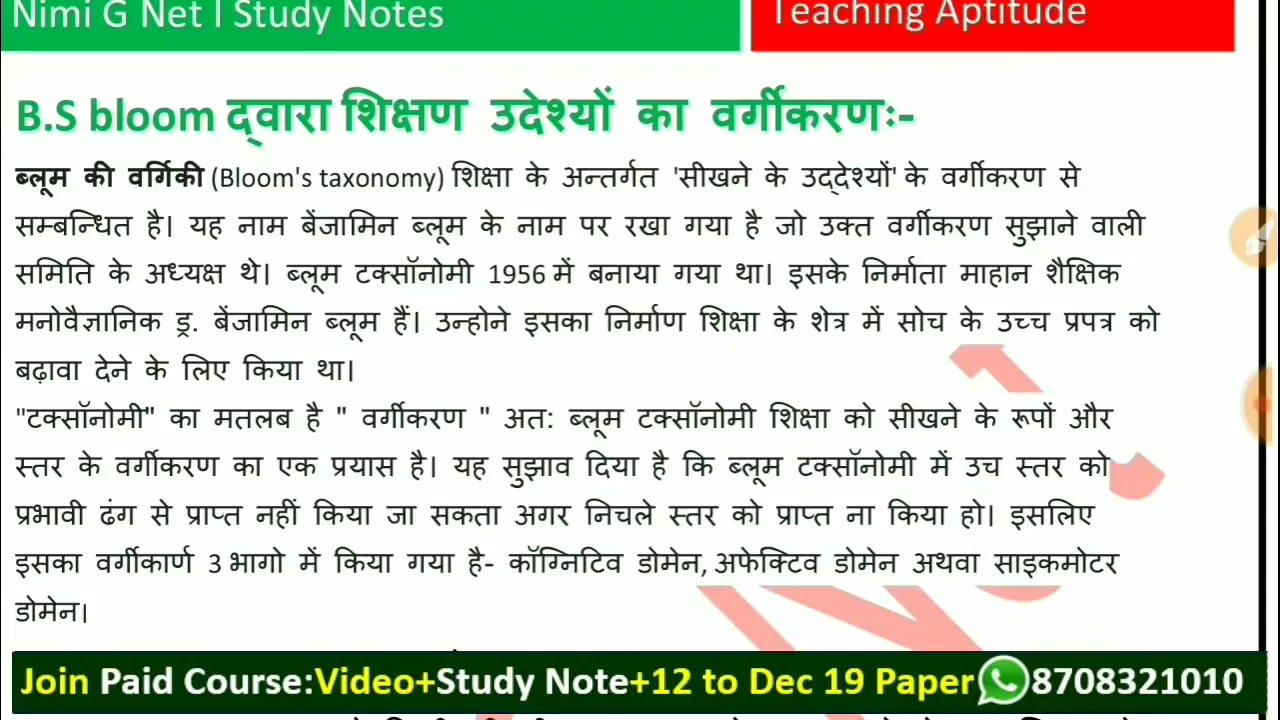 Nimi G Net l Study Notes
Teaching Aptitude
B.S bloom द्वारा शिक्षण उदेश्यों का वर्गीकरणः-
ब्लूम की वर्गिकी (Bloom's taxonomy) शिक्षा के अन्तर्गत 'सीखने के उद्देश्यों' के वर्गीकरण से
सम्बन्धित है। यह नाम बेंजामिन ब्लूम के नाम पर रखा गया है जो उक्त वर्गीकरण सुझाने वाली
समिति के अध्यक्ष थे। ब्लूम टक्सॉनोमी 1956 में बनाया गया था। इसके निर्माता माहान शैक्षिक
मनोवैज्ञानिक ड्र. बेंजामिन ब्लूम हैं। उन्होने इसका निर्माण शिक्षा के शेत्र में सोच के उच्च प्रपत्र को
बढ़ावा देने के लिए किया था।
"टक्सॉनोमी" का मतलब है " वर्गीकरण " अत: ब्लूम टक्सॉनोमी शिक्षा को सीखने के रूपों और
स्तर के वर्गीकरण का एक प्रयास है। यह सुझाव दिया है कि ब्लूम टक्सॉनोमी में उच स्तर को
प्रभावी ढंग से प्राप्त नहीं किया जा सकता अगर निचले स्तर को प्राप्त ना किया हो। इसलिए
इसका वर्गीकार्ण 3 भागो में किया गया है- कॉग्निटिव डोमेन, अफेक्टिव डोमेन अथवा साइकमोटर
डोमेन।
Join Paid Course:Video+Study Note+12 to Dec 19 Paper 8708321010